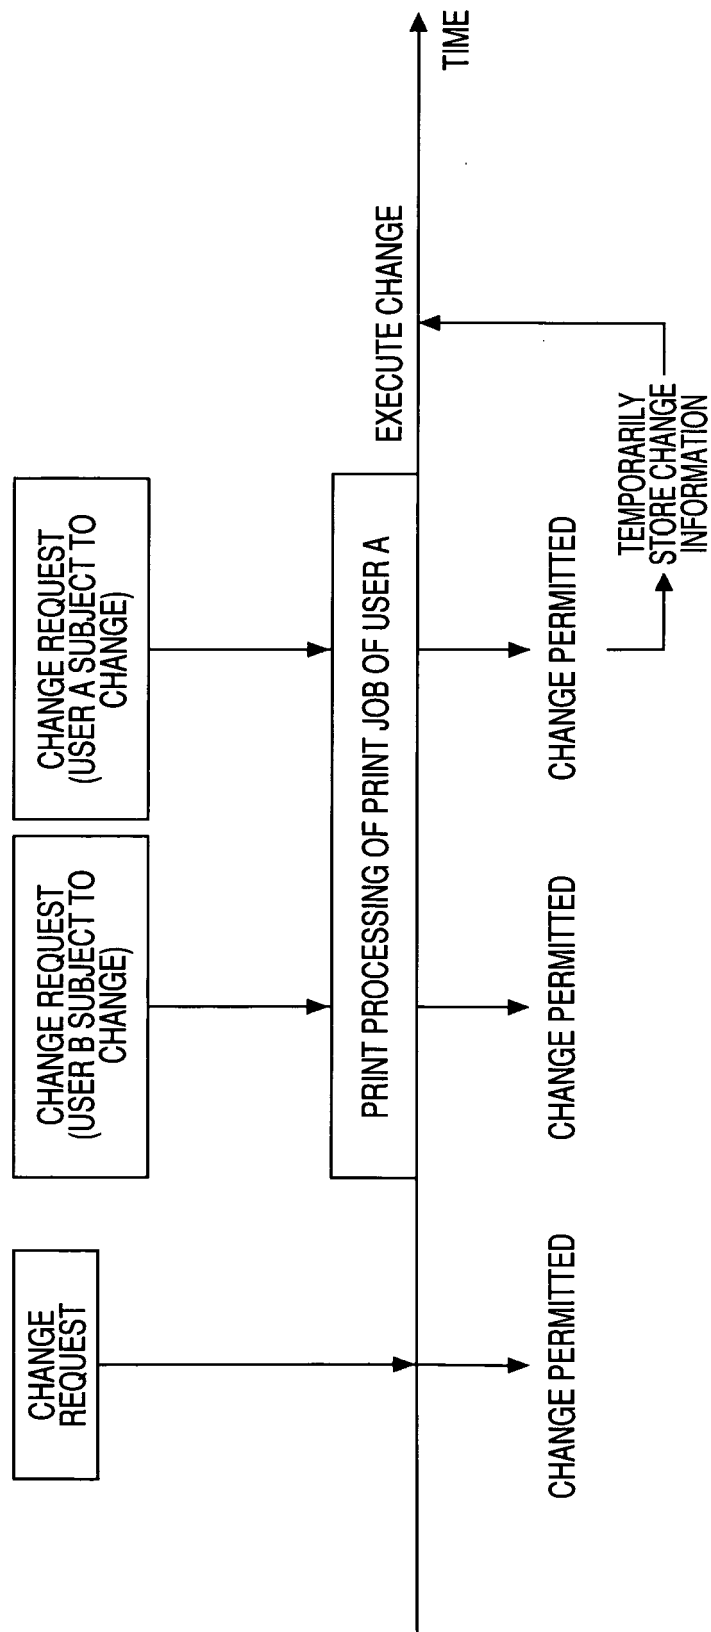 CHANGE
REQUEST
CHANGE REQUEST
(USER B SUBJECT TO
CHANGE)
CHANGE REQUEST
(USER A SUBJECT TO
CHANGE)
PRINT PROCESSING OF PRINT JOB OF USER A
EXECUTE CHANGE
TIME
CHANGE PERMITTED
CHANGE PERMITTED
CHANGE PERMITTED
TEMPORARILY
STORE CHANGE
INFORMATION